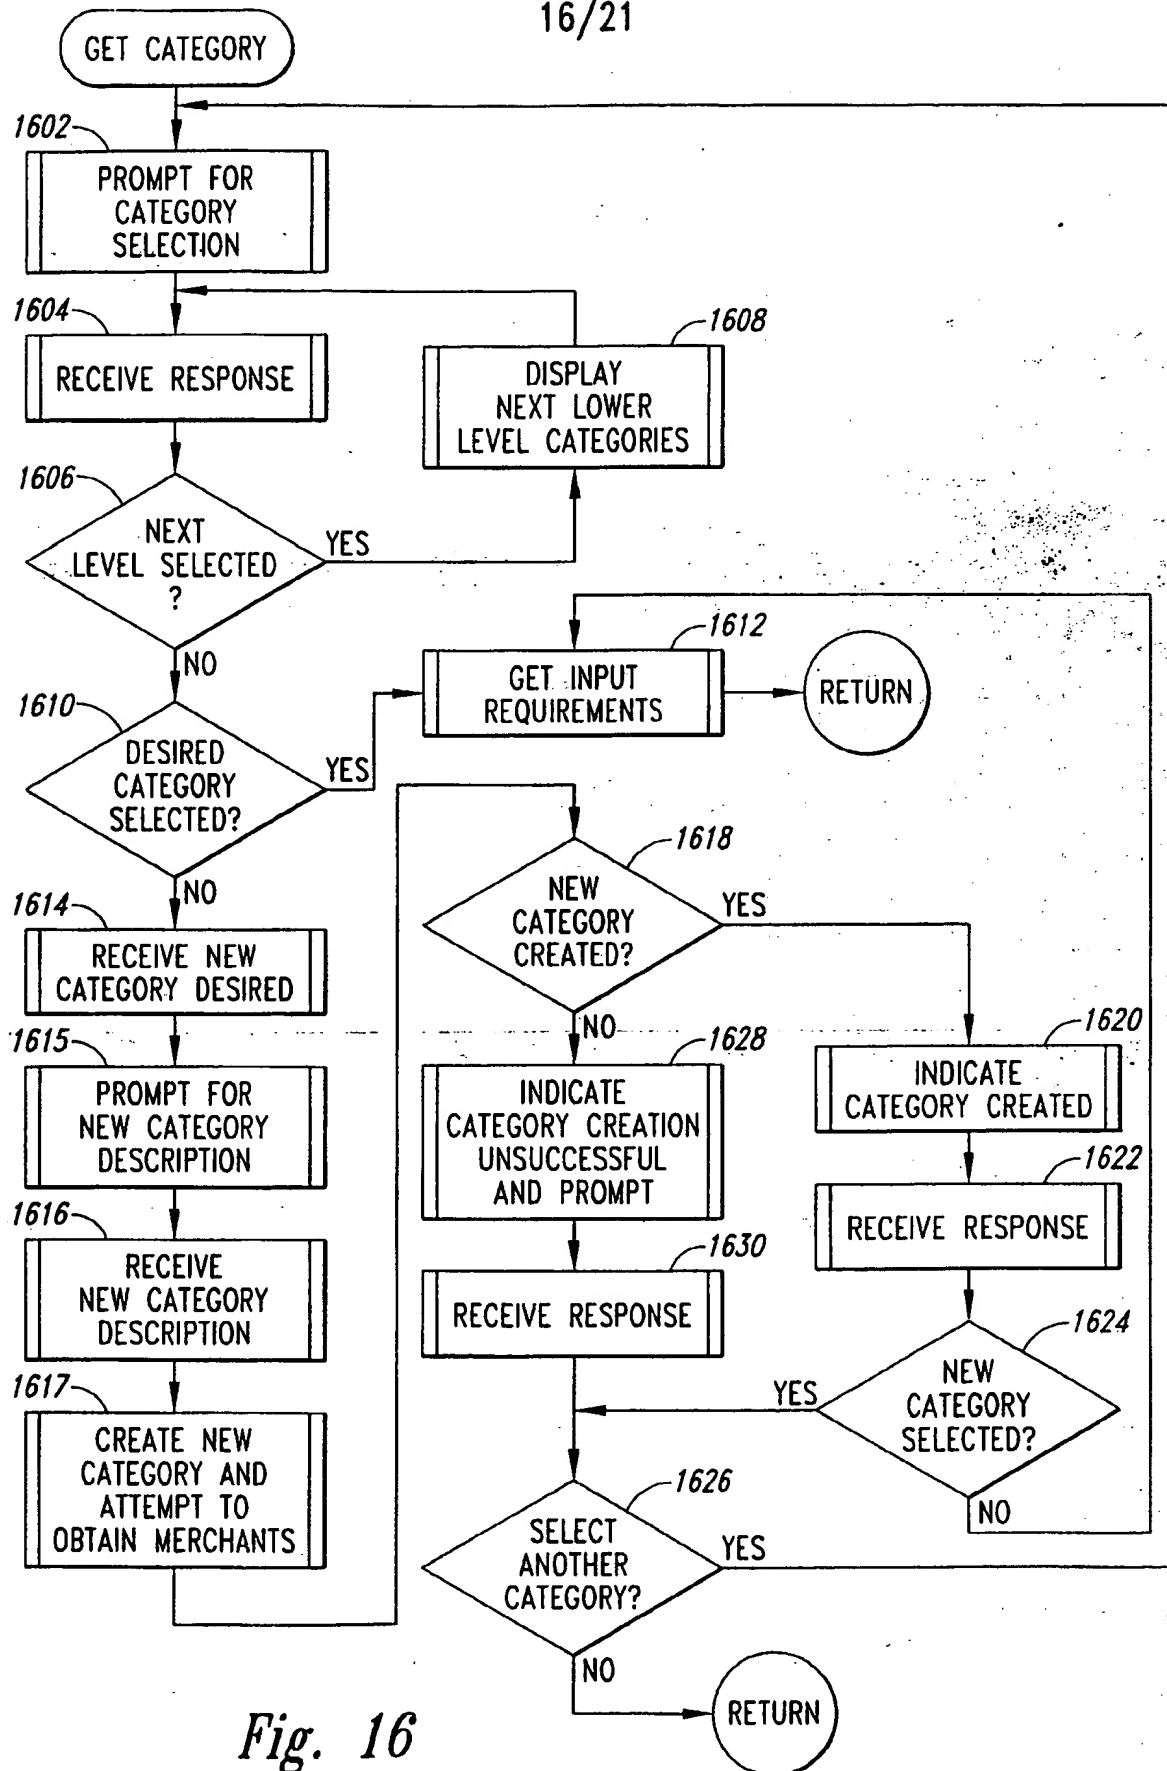 16/21
GET CATEGORY
1602
PROMPT FOR
CATEGORY
SELECTION
1604
RECEIVE RESPONSE
1608
DISPLAY
NEXT LOWER
LEVEL CATEGORIES
1606
NEXT
LEVEL SELECTED
?
YES
NO
1612
GET INPUT
REQUIREMENTS
RETURN
1610
DESIRED
CATEGORY
SELECTED?
YES
NO
1614
RECEIVE NEW
CATEGORY DESIRED
1615
PROMPT FOR
NEW CATEGORY
DESCRIPTION
1616
RECEIVE
NEW CATEGORY
DESCRIPTION
1617
CREATE NEW
CATEGORY AND
ATTEMPT TO
OBTAIN MERCHANTS
1618
NEW
CATEGORY
CREATED?
YES
NO
1628
INDICATE
CATEGORY CREATION
UNSUCCESSFUL
AND PROMPT
1630
RECEIVE RESPONSE
1620
INDICATE
CATEGORY CREATED
1622
RECEIVE RESPONSE
1624
NEW
CATEGORY
SELECTED?
YES
NO
1626
SELECT
ANOTHER
CATEGORY?
YES
NO
RETURN
Fig. 16